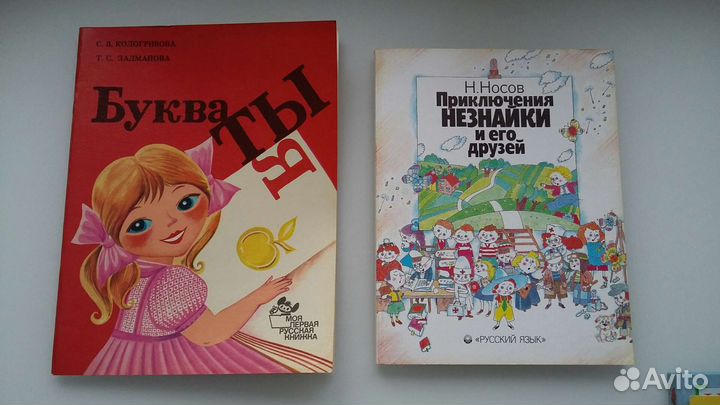 С. В. КОЛОГРИВОВА
Т. С. ЗАЛМАНОВА
Буква
ТЫ
Я
МОЯ
ПЕРВАЯ
РУССКАЯ
КНИЖКА
Н. Носов
Приключения
НЕЗНАЙКИ
и его
друзей
«РУССКИЙ ЯЗЫК»
Avito